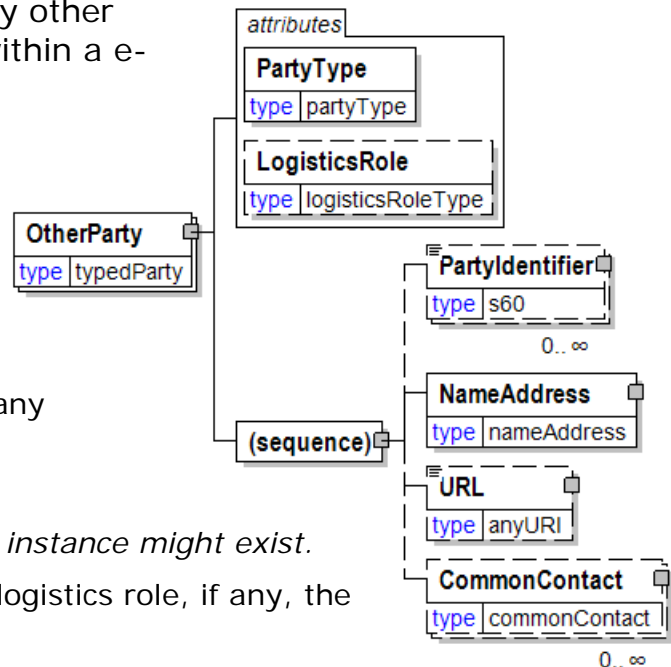 y other
within a e-
attributes
PartyType
type partyType
LogisticsRole
type logisticsRoleType
OtherParty
type typedParty
PartyIdentifier
type s60
0.. ∞
any
NameAddress
type nameAddress
(sequence)
URL
type anyURI
instance might exist.
CommonContact
logistics role, if any, the
type commonContact
0.. ∞